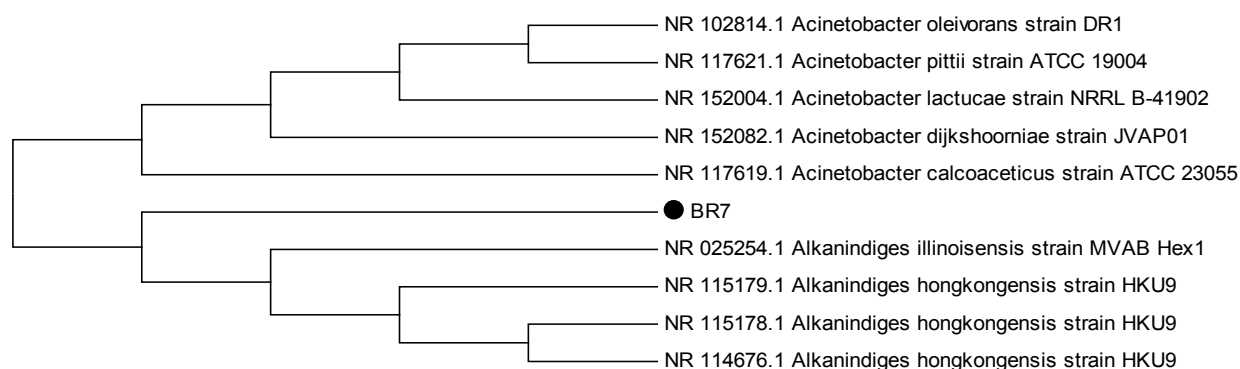 NR 102814.1 Acinetobacter oleivorans strain DR1
NR 117621.1 Acinetobacter pittii strain ATCC 19004
NR 152004.1 Acinetobacter lactucae strain NRRL B-41902
NR 152082.1 Acinetobacter dijkshoorniae strain JVAP01
NR 117619.1 Acinetobacter calcoaceticus strain ATCC 23055
BR7
NR 025254.1 Alkanindiges illinoisensis strain MVAB Hex1
NR 115179.1 Alkanindiges hongkongensis strain HKU9
NR 115178.1 Alkanindiges hongkongensis strain HKU9
NR 114676.1 Alkanindiges hongkongensis strain HKU9